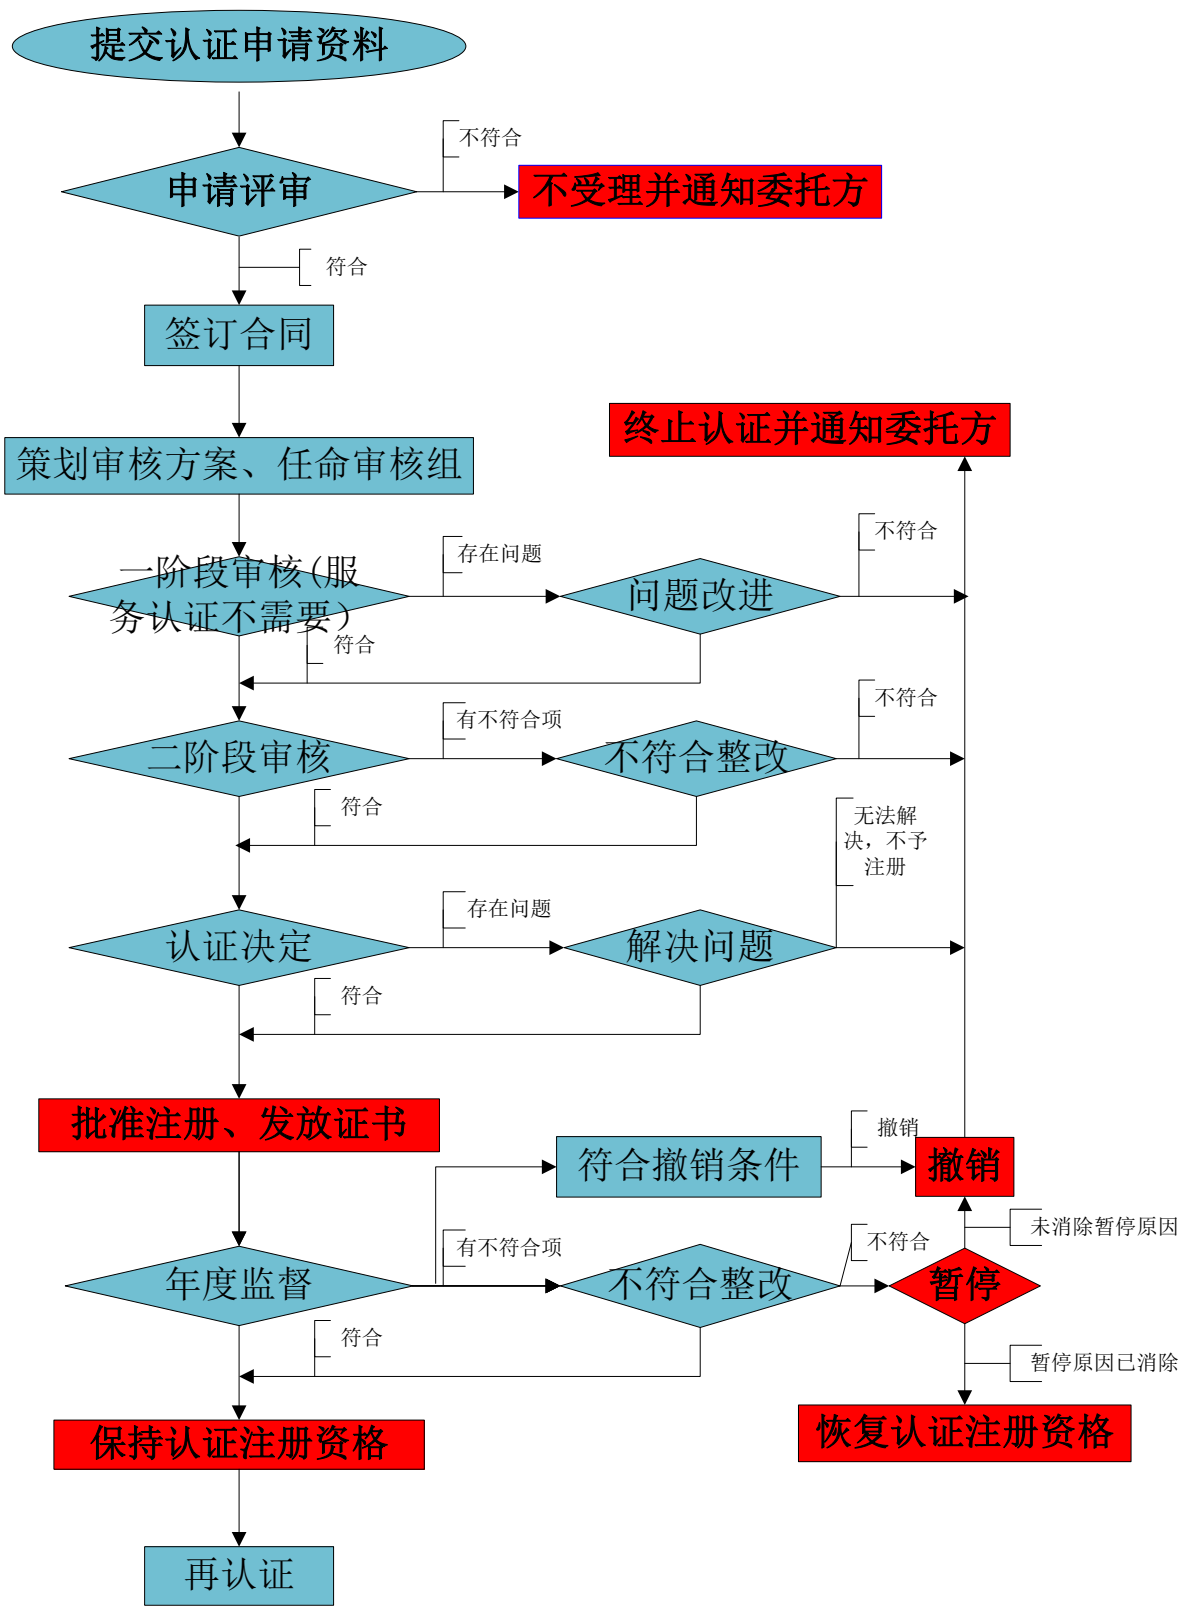 提交认证申请资料
不符合
申请评审
不受理并通知委托方
符合
签订合同
终止认证并通知委托方
策划审核方案、任命审核组
不符合
存在问题
一阶段审核(服
务认证不需要）
问题改进
符合
不符合
有不符合项
二阶段审核
不符合整改
符合
无法解
决，不予
注册
存在问题
认证决定
解决问题
符合
批准注册、发放证书
撤销
符合撤销条件
撤销
未消除暂停原因
有不符合项
不符合
年度监督
不符合整改
暂停
符合
暂停原因已消除
保持认证注册资格
恢复认证注册资格
再认证